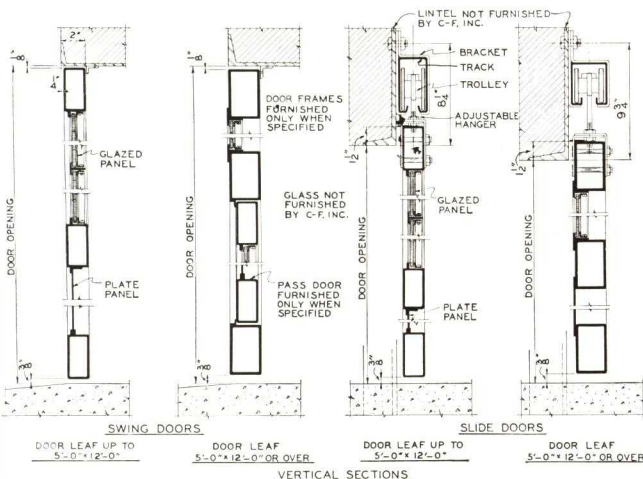 LINTEL NOT FURNISHED
BY C-F, INC.
BRACKET
TRACK
TROLLEY
ADJUSTABLE
HANGER
2"
1/8"
1/4"
1/8"
8 1/4"
9 3/4"
1/2"
1/2"
DOOR FRAMES
FURNISHED
ONLY WHEN
SPECIFIED
GLAZED
PANEL
GLASS NOT
FURNISHED
BY C-F, INC.
GLAZED
PANEL
DOOR OPENING
DOOR OPENING
DOOR OPENING
DOOR OPENING
PLATE
PANEL
PASS DOOR
FURNISHED
ONLY WHEN
SPECIFIED
PLATE
PANEL
3/8"
3/8"
3/8"
3/8"
SWING DOORS
SLIDE DOORS
DOOR LEAF UP TO
5'-0" x 12'-0"
DOOR LEAF
5'-0" x 12'-0" OR OVER
DOOR LEAF UP TO
5'-0" x 12'-0"
DOOR LEAF
5'-0" x 12'-0" OR OVER
VERTICAL SECTIONS